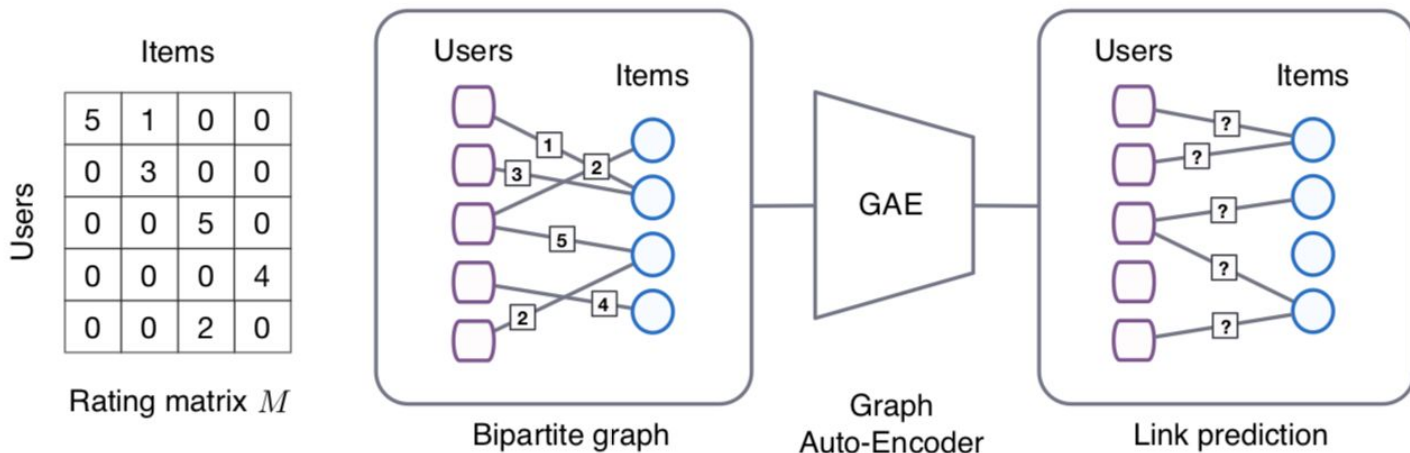 Items
Users
5 1 0 0
0 3 0 0
0 0 5 0
0 0 0 4
0 0 2 0
Rating matrix M
Users
Items
1
2
3
5
4
2
Bipartite graph
GAE
Graph
Auto-Encoder
Users
Items
?
?
?
?
?
Link prediction